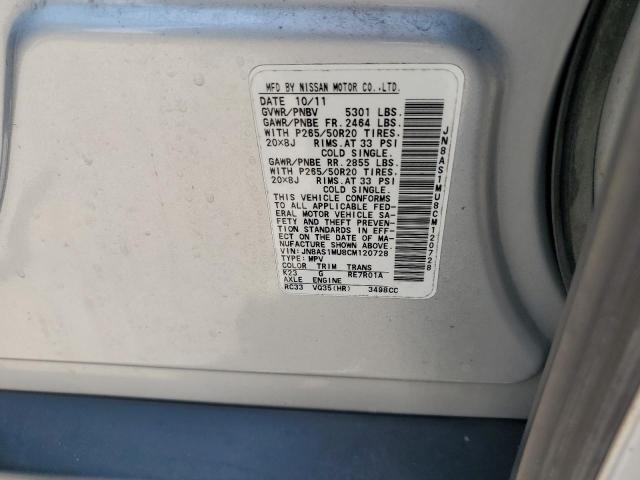 MFD BY NISSAN MOTOR CO.,LTD.
DATE 10/11
GVWR/PNBV 5301 LBS.
GAWR/PNBE FR. 2464 LBS.
WITH P265/50R20 TIRES.
20×8J RIMS.AT 33 PSI
COLD SINGLE.
GAWR/PNBE RR. 2855 LBS.
WITH P265/50R20 TIRES.
20×8J RIMS.AT 33 PSI
COLD SINGLE.
THIS VEHICLE CONFORMS
TO ALL APPLICABLE FED-
ERAL MOTOR VEHICLE SA-
FETY AND THEFT PREVEN-
TION STANDARDS IN EFF-
ECT ON THE DATE OF MA-
NUFACTURE SHOWN ABOVE.
VIN:JN8AS1MU8CM120728
TYPE:MPV
COLOR TRIM TRANS
K23 G RE7R01A
AXLE ENGINE
RC33 VQ35(HR) 3498CC
JN8AS1MU8CM120728